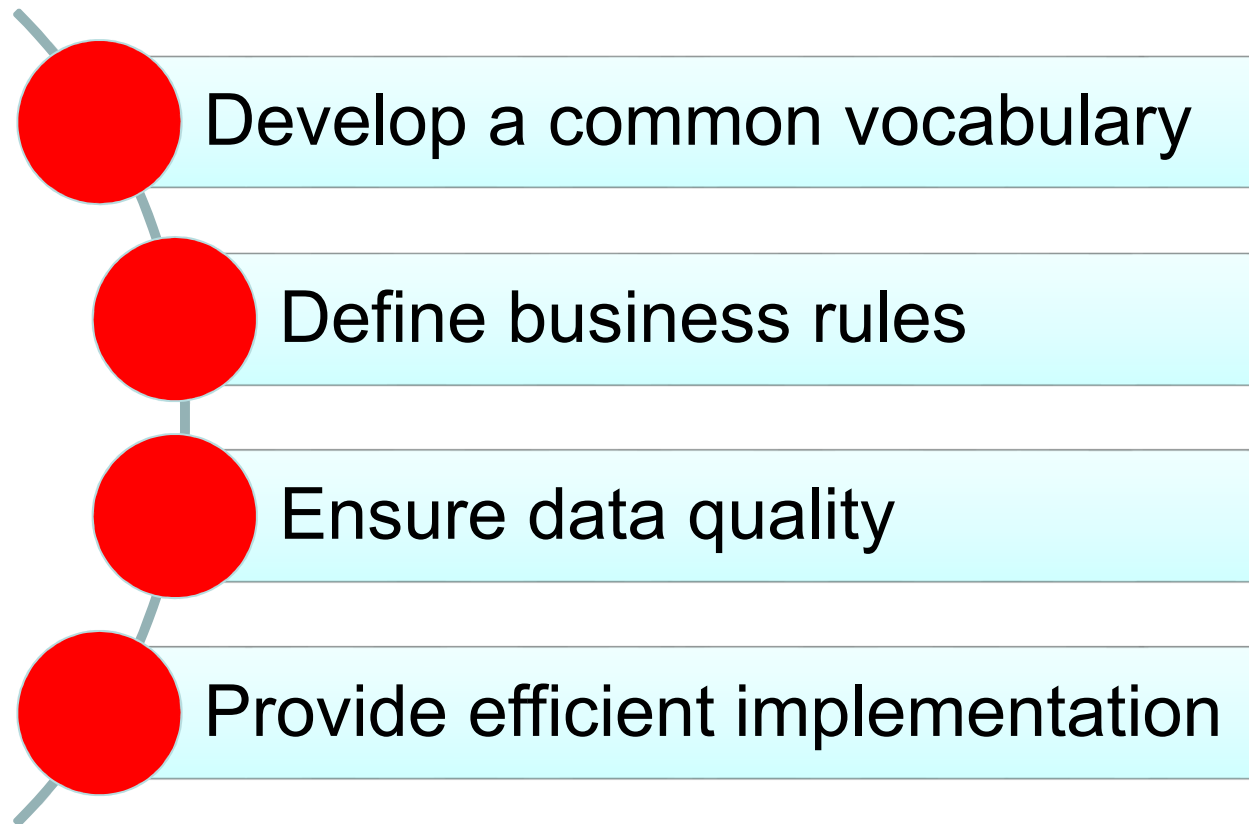 Develop a common vocabulary
Define business rules
Ensure data quality
Provide efficient implementation